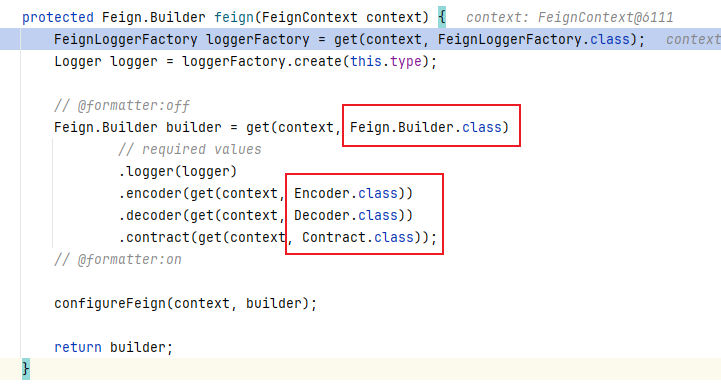 protected Feign.Builder feign(FeignContext context) {   context: FeignContext@6111
    FeignLoggerFactory loggerFactory = get(context, FeignLoggerFactory.class);   context
    Logger logger = loggerFactory.create(this.type);

    // @formatter:off
    Feign.Builder builder = get(context, Feign.Builder.class)
            // required values
            .logger(logger)
            .encoder(get(context, Encoder.class))
            .decoder(get(context, Decoder.class))
            .contract(get(context, Contract.class));
    // @formatter:on

    configureFeign(context, builder);

    return builder;
}